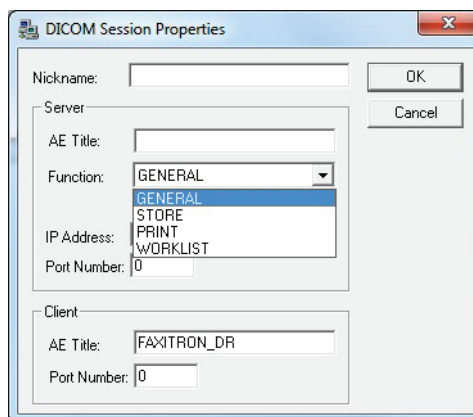 DICOM Session Properties
x
Nickname:
OK
Cancel
Server
AE Title:
Function: GENERAL
GENERAL
STORE
PRINT
WORKLIST
IP Address:
Port Number: 0
Client
AE Title: FAXITRON_DR
Port Number: 0